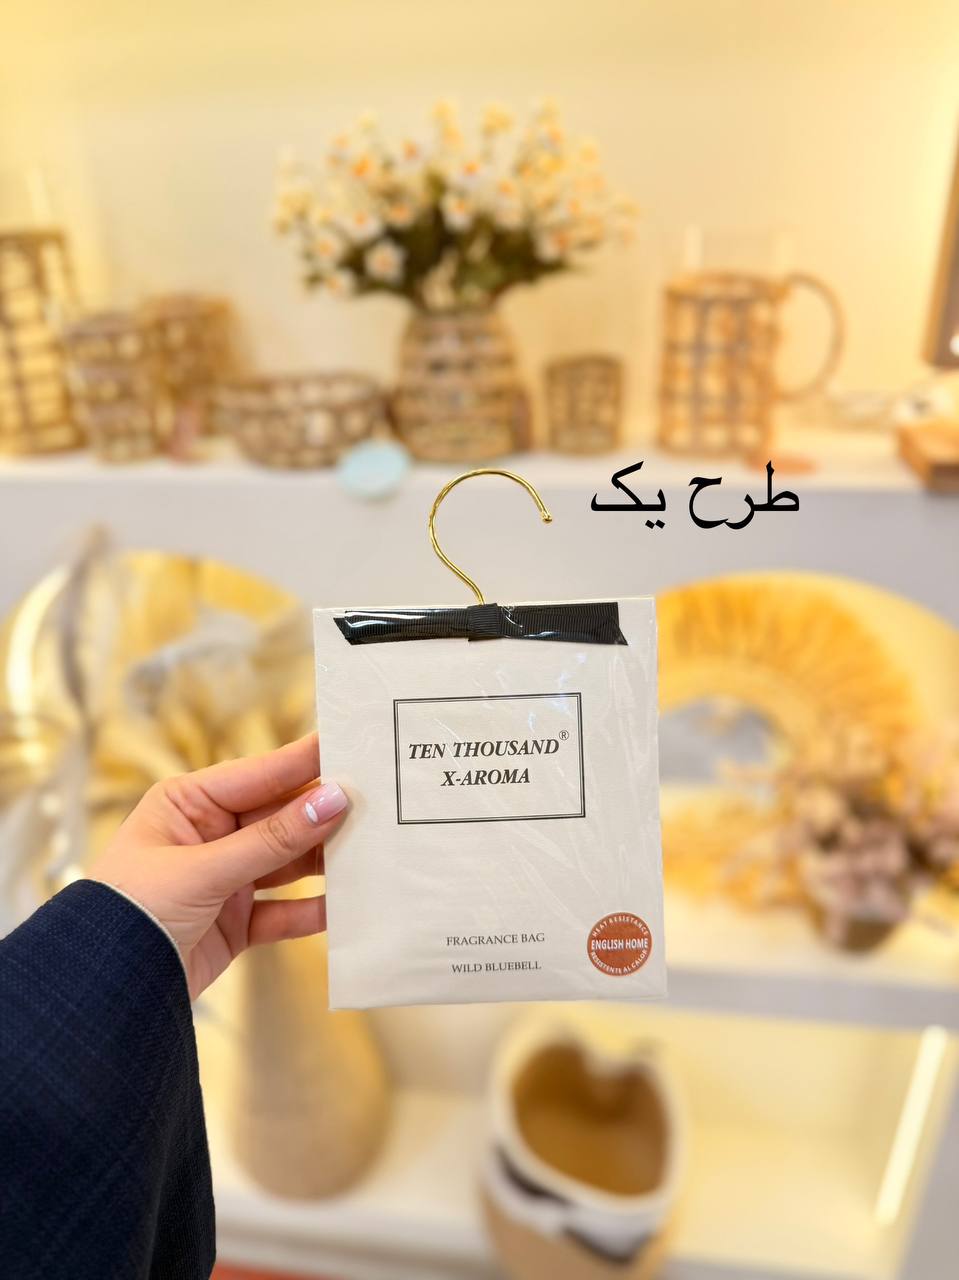 طرح یک
TEN THOUSAND®
X-AROMA
FRAGRANCE BAG
WILD BLUEBELL
HEAT RESISTANCE
ENGLISH HOME
RESISTENTE AL CALOR